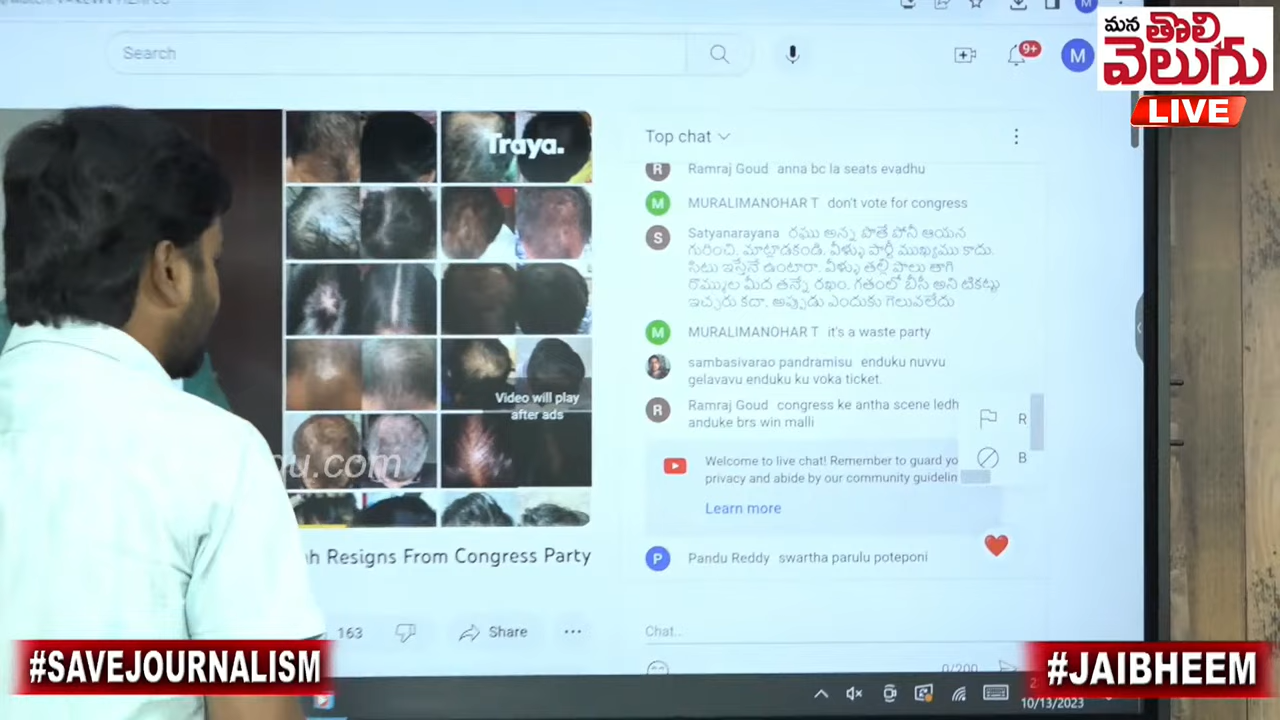 Search
9+
M
M
మన
తొలి
వెలుగు
LIVE
Traya.
Video will play
after ads
Top chat
R Ramraj Goud anna bc la seats evadhu
M MURALIMANOHAR T don't vote for congress
S Satyanarayana రఘు అన్న పొతే పోనీ ఆయన
గురించి. మాట్లాడకండి. వీళ్ళు పార్టీ ముఖ్యము కాదు.
సీటు ఇస్తేనే ఉంటారా. వీళ్ళు తల్లి పాలు తాగి
రొమ్ముల మీద తన్నే రఖం. గతంలో బీసీ అని టికట్లు
ఇచ్చరు కదా. అప్పుడు ఎందుకు గెలువలేదు
M MURALIMANOHAR T it's a waste party
sambasivarao pandramisu enduku nuvvu
gelavavu enduku ku voka ticket.
R Ramraj Goud congress ke antha scene ledh
anduke brs win malli
R
B
Welcome to live chat! Remember to guard yo
privacy and abide by our community guidelin
Learn more
P Pandu Reddy swartha parulu poteponi
Chat..
0/200
u.com
h Resigns From Congress Party
163
Share
#SAVEJOURNALISM
#JAIBHEEM
10/13/2023